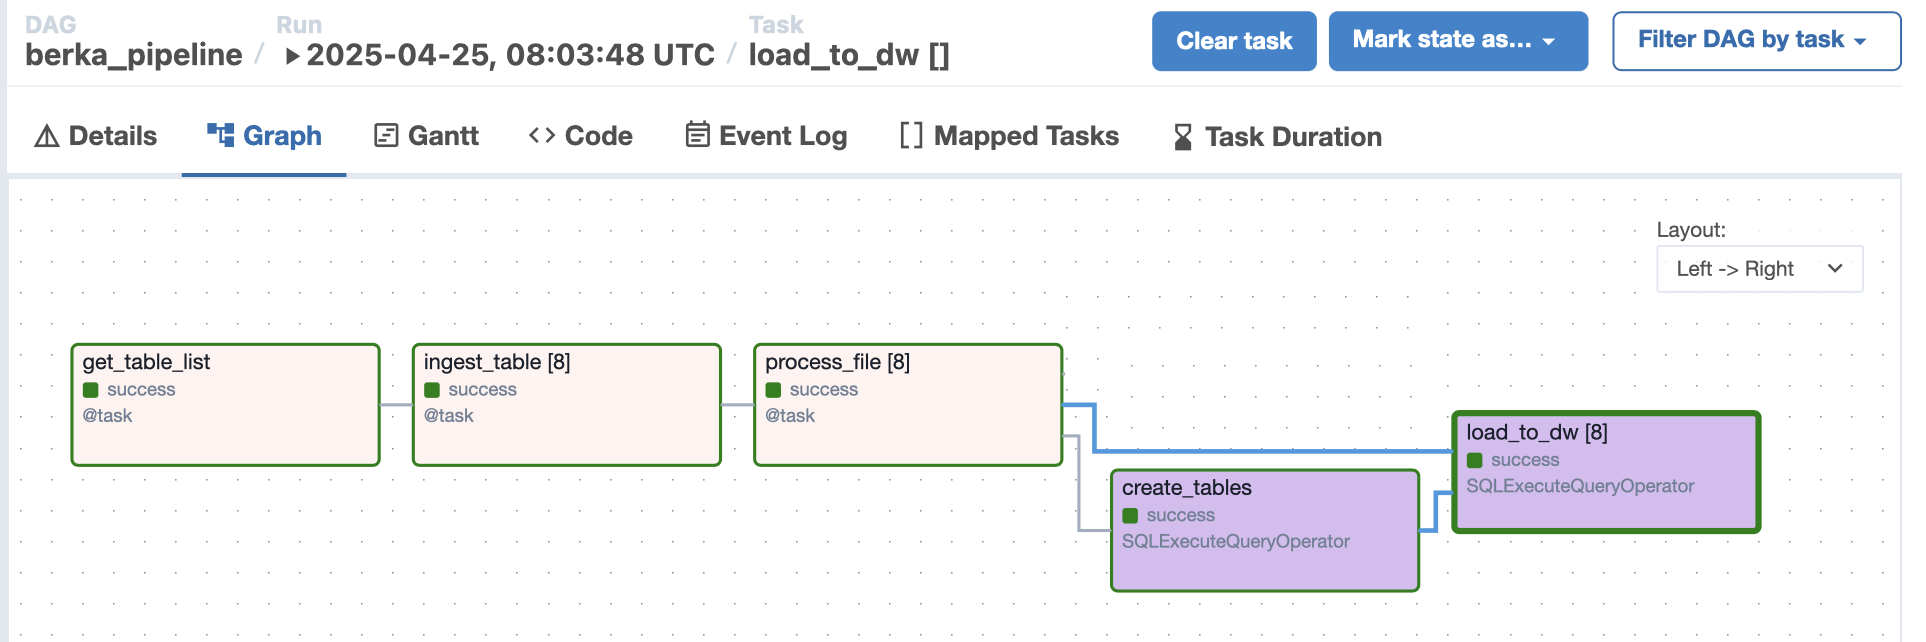 DAG
Run
Task
berka_pipeline / 2025-04-25, 08:03:48 UTC / load_to_dw []
Clear task
Mark state as...
Filter DAG by task
Details
Graph
Gantt
Code
Event Log
[] Mapped Tasks
Task Duration
Layout:
Left -> Right
get_table_list
success
@task
ingest_table [8]
success
@task
process_file [8]
success
@task
create_tables
success
SQLExecuteQueryOperator
load_to_dw [8]
success
SQLExecuteQueryOperator